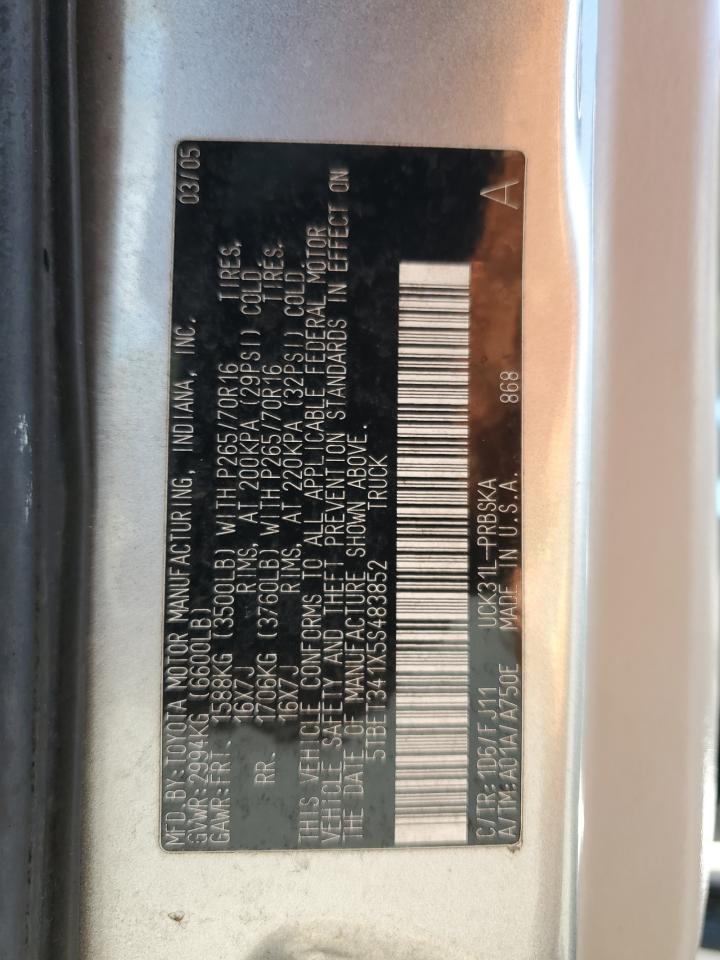 MFD BY: TOYOTA MOTOR MANUFACTURING, INDIANA, INC. 03/05
GVWR: 2994KG (6600LB)
GAWR: FRT. 1588KG (3500LB) WITH P265/70R16 TIRES,
16X7J RIMS, AT 200KPA (29PSI) COLD
RR. 1706KG (3760LB) WITH P265/70R16 TIRES,
16X7J RIMS, AT 220KPA (32PSI) COLD
THIS VEHICLE CONFORMS TO ALL APPLICABLE FEDERAL MOTOR
VEHICLE SAFETY AND THEFT PREVENTION STANDARDS IN EFFECT ON
THE DATE OF MANUFACTURE SHOWN ABOVE.
5TBET341X5S483852 TRUCK
C/TR: 1D6/FJ11 UCK31L-PRBSKA A
A/TM: A01A/A750E MADE IN U.S.A. 868